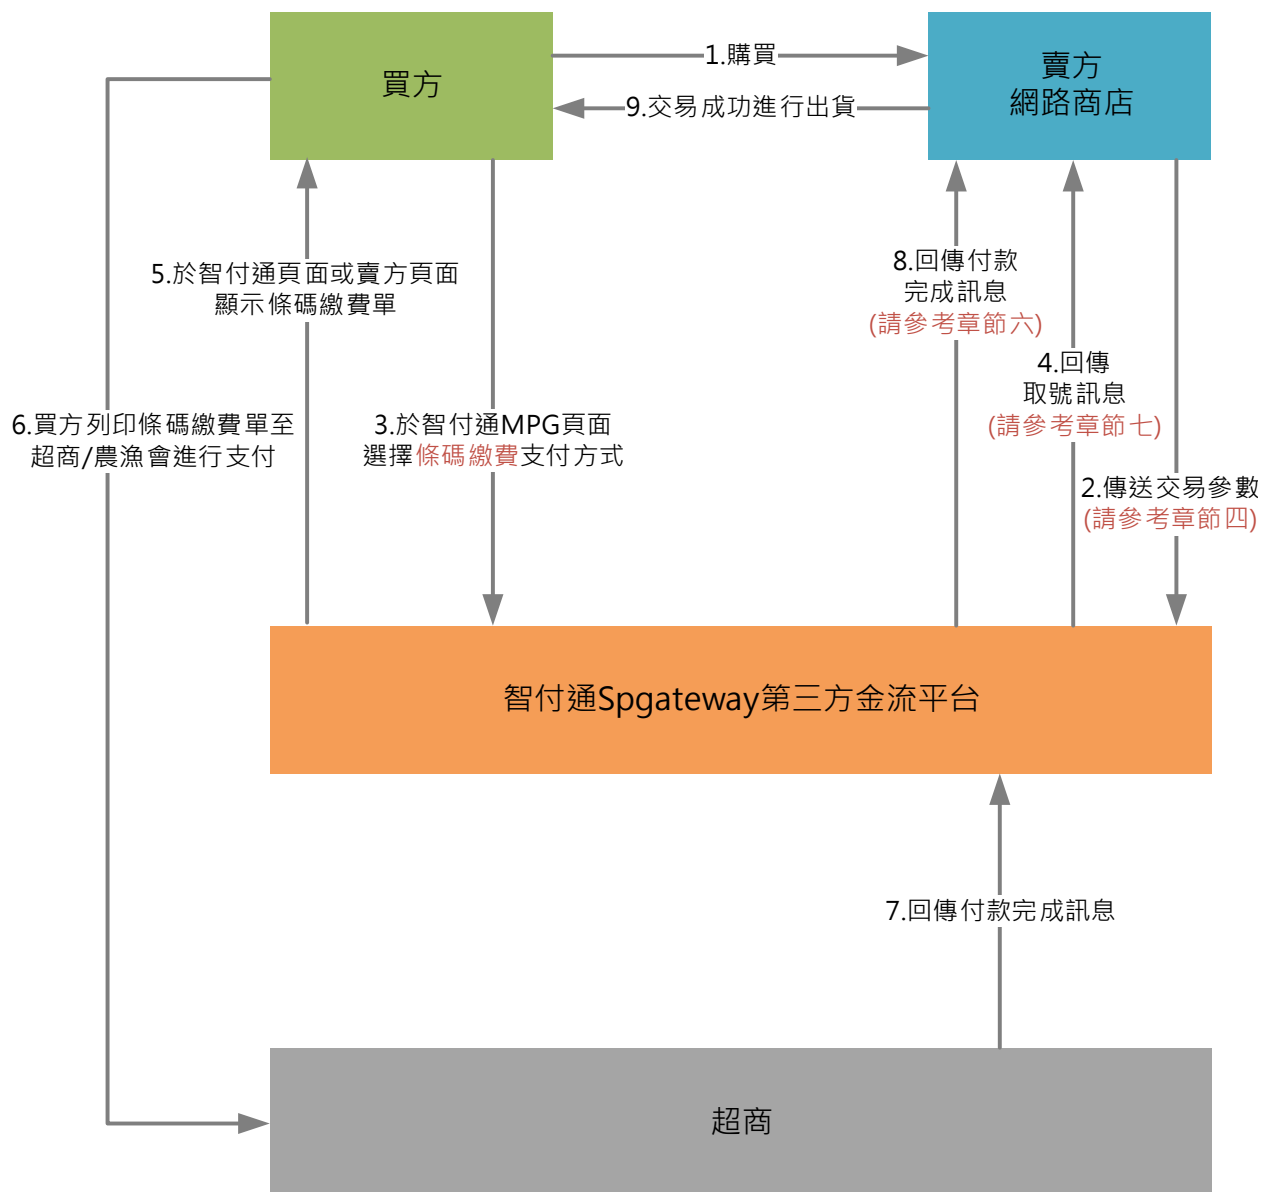 買方
1.購買
賣方
網路商店
9.交易成功進行出貨
5.於智付通頁面或賣方頁面
顯示條碼繳費單
8.回傳付款
完成訊息
(請參考章節六)
4.回傳
取號訊息
(請參考章節七)
6.買方列印條碼繳費單至
超商/農漁會進行支付
3.於智付通MPG頁面
選擇條碼繳費支付方式
2.傳送交易參數
(請參考章節四)
智付通Spgateway第三方金流平台
7.回傳付款完成訊息
超商